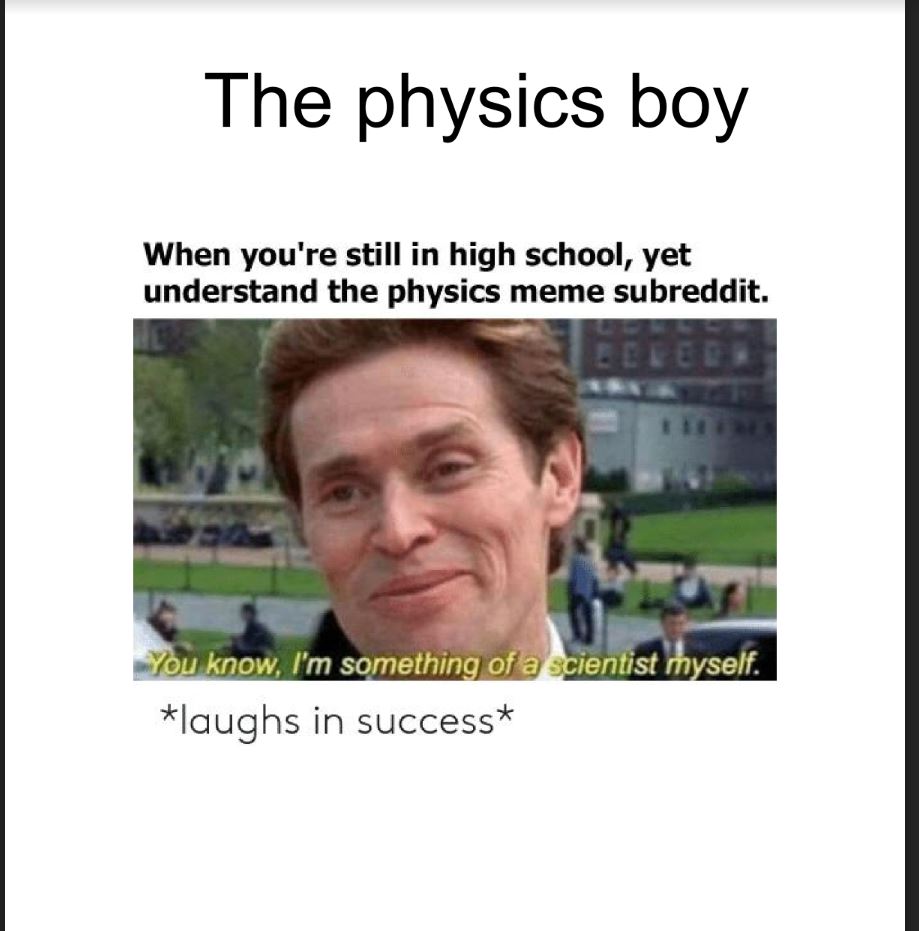 The physics boy
When you're still in high school, yet
understand the physics meme subreddit.
You know, I'm something of a scientist myself.
*laughs in success*